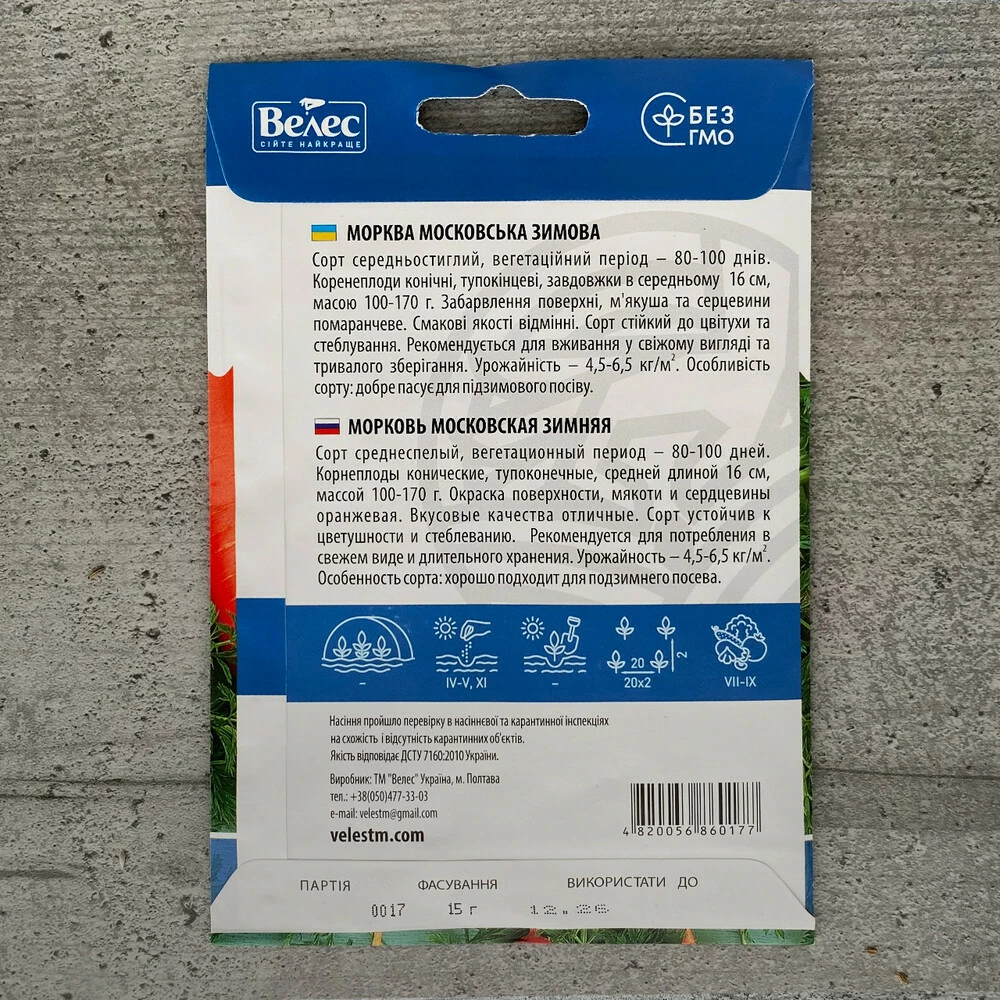 Велес
СІЙТЕ НАЙКРАЩЕ
БЕЗ
ГМО
МОРКВА МОСКОВСЬКА ЗИМОВА
Сорт середньостиглий, вегетаційний період – 80-100 днів.
Коренеплоди конічні, тупокінцеві, завдовжки в середньому 16 см,
масою 100-170 г. Забарвлення поверхні, м'якуша та серцевини
помаранчеве. Смакові якості відмінні. Сорт стійкий до цвітухи та
стеблування. Рекомендується для вживання у свіжому вигляді та
тривалого зберігання. Урожайність – 4,5-6,5 кг/м². Особливість
сорту: добре пасує для підзимового посіву.
МОРКОВЬ МОСКОВСКАЯ ЗИМНЯЯ
Сорт среднеспелый, вегетационный период – 80-100 дней.
Корнеплоды конические, тупоконечные, средней длиной 16 см,
массой 100-170 г. Окраска поверхности, мякоти и сердцевины
оранжевая. Вкусовые качества отличные. Сорт устойчив к
цветушности и стеблеванию. Рекомендуется для потребления в
свежем виде и длительного хранения. Урожайность – 4,5-6,5 кг/м².
Особенность сорта: хорошо подходит для подзимнего посева.
20
2
– IV-V, XI – 20x2 VII-IX
Насіння пройшло перевірку в насіннєвої та карантинної інспекціях
на схожість і відсутність карантинних об'єктів.
Якість відповідає ДСТУ 7160:2010 України.
Виробник: ТМ "Велес" Україна, м. Полтава
тел.: +38(050)477-33-03
e-mail: velestm@gmail.com
velestm.com
4 820056 860177
ПАРТІЯ ФАСУВАННЯ ВИКОРИСТАТИ ДО
0017 15 г 12.26